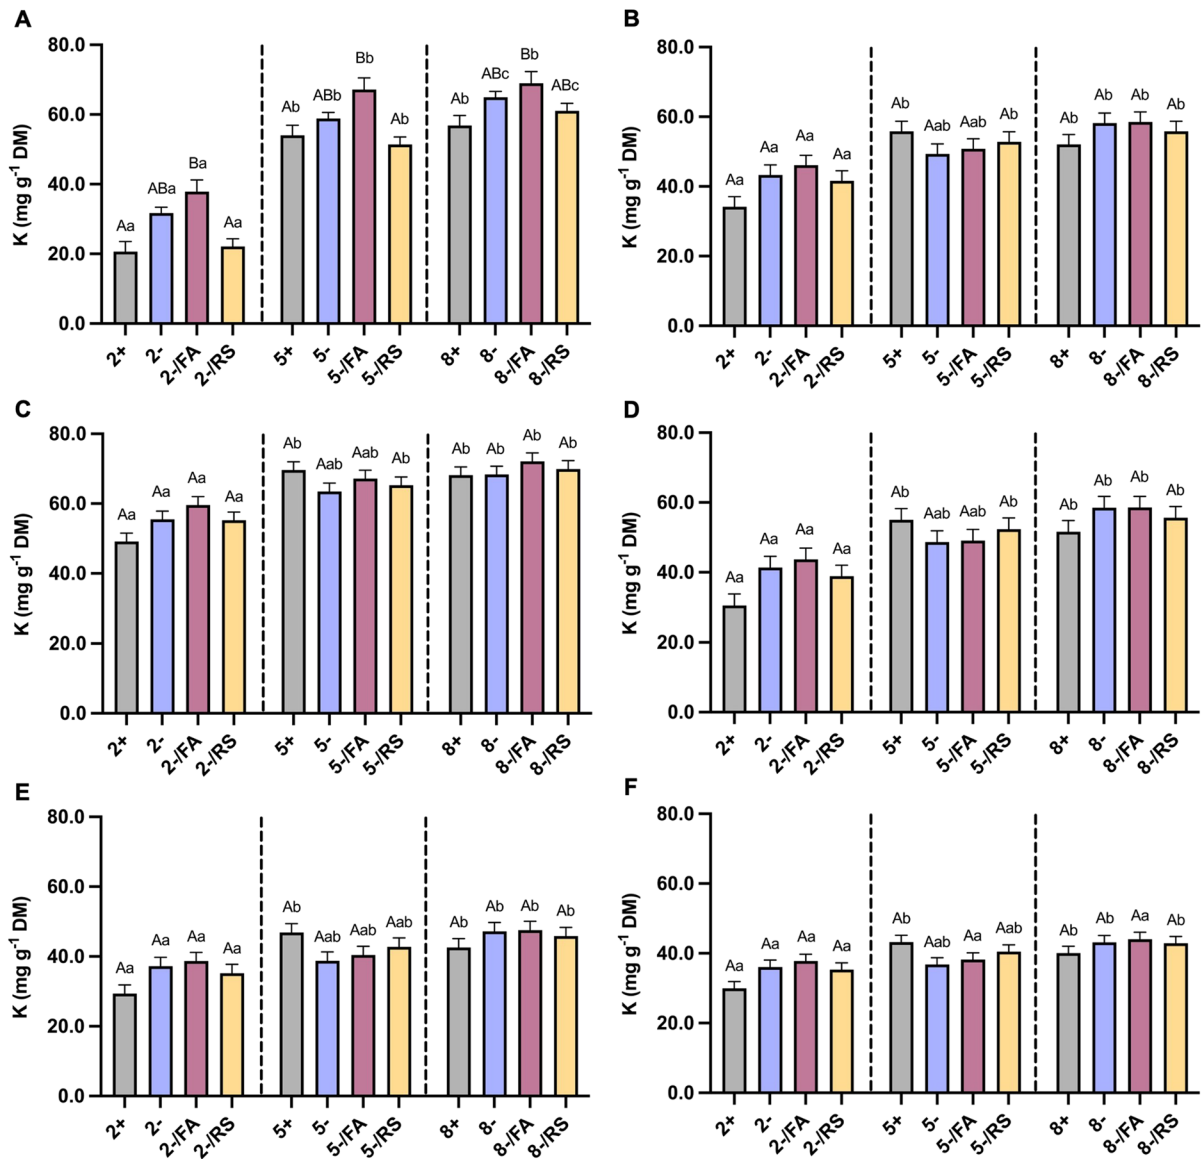 A
K (mg g⁻¹ DM)
80.0
60.0
40.0
20.0
0.0
Aa
ABa
Ba
Aa
Ab
ABb
Bb
Ab
Ab
ABc
Bb
ABc
2+
2-
2-/FA
2-/RS
5+
5-
5-/FA
5-/RS
8+
8-
8-/FA
8-/RS
B
K (mg g⁻¹ DM)
80.0
60.0
40.0
20.0
0.0
Aa
Aa
Aa
Aa
Ab
Aab
Aab
Ab
Ab
Ab
Ab
Ab
2+
2-
2-/FA
2-/RS
5+
5-
5-/FA
5-/RS
8+
8-
8-/FA
8-/RS
C
K (mg g⁻¹ DM)
80.0
60.0
40.0
20.0
0.0
Aa
Aa
Aa
Aa
Ab
Aab
Aab
Ab
Ab
Ab
Ab
Ab
2+
2-
2-/FA
2-/RS
5+
5-
5-/FA
5-/RS
8+
8-
8-/FA
8-/RS
D
K (mg g⁻¹ DM)
80.0
60.0
40.0
20.0
0.0
Aa
Aa
Aa
Aa
Ab
Aab
Aab
Ab
Ab
Ab
Ab
Ab
2+
2-
2-/FA
2-/RS
5+
5-
5-/FA
5-/RS
8+
8-
8-/FA
8-/RS
E
K (mg g⁻¹ DM)
80.0
60.0
40.0
20.0
0.0
Aa
Aa
Aa
Aa
Ab
Aab
Aab
Aab
Ab
Ab
Ab
Ab
2+
2-
2-/FA
2-/RS
5+
5-
5-/FA
5-/RS
8+
8-
8-/FA
8-/RS
F
K (mg g⁻¹ DM)
80.0
60.0
40.0
20.0
0.0
Aa
Aa
Aa
Aa
Ab
Aab
Aa
Aab
Ab
Ab
Aa
Ab
2+
2-
2-/FA
2-/RS
5+
5-
5-/FA
5-/RS
8+
8-
8-/FA
8-/RS